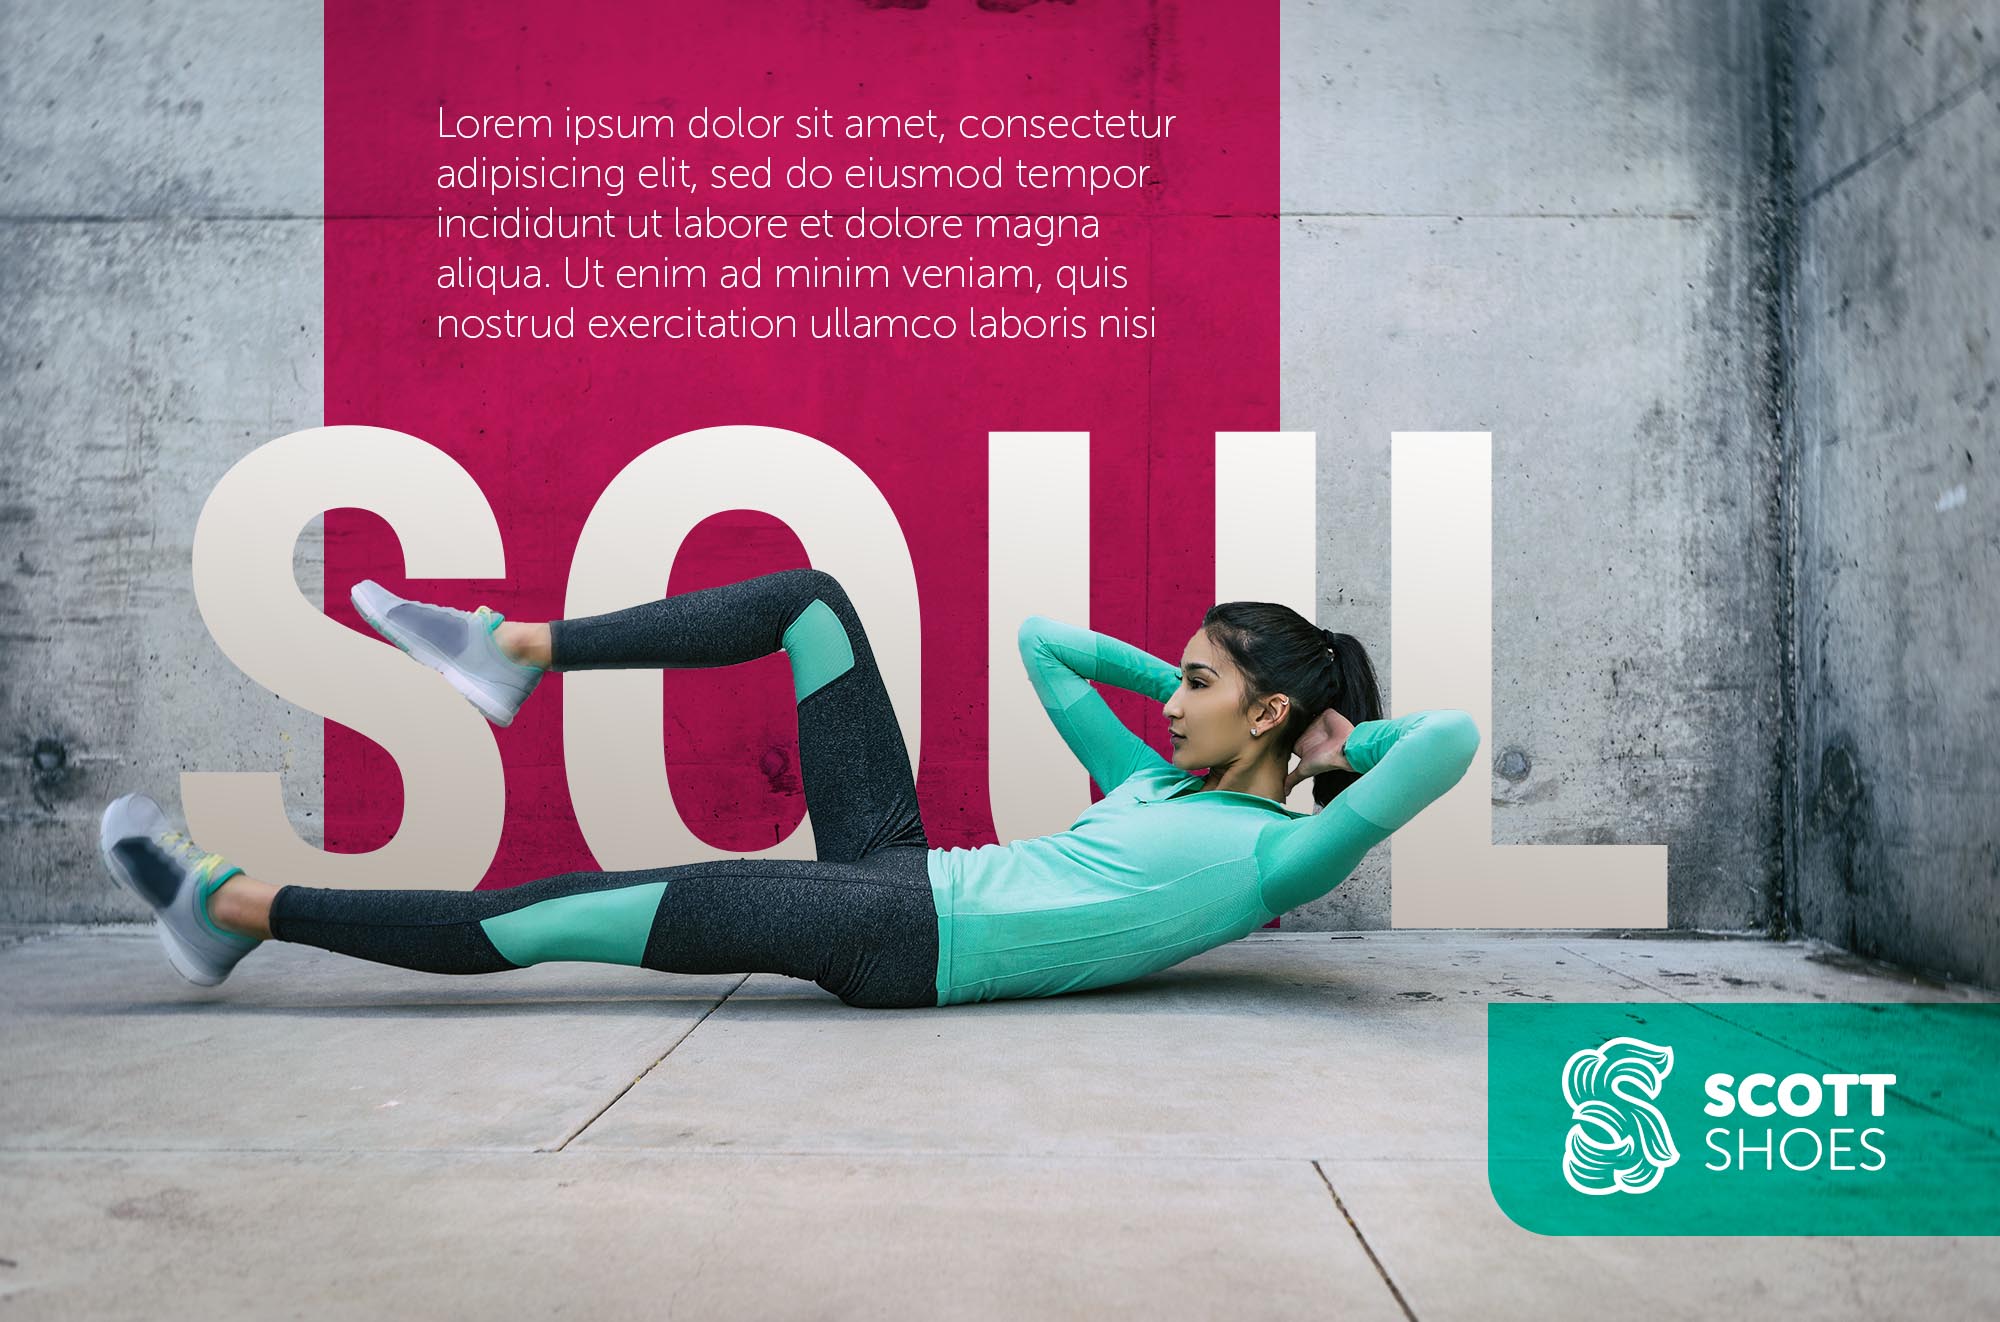 Lorem ipsum dolor sit amet, consectetur
adipisicing elit, sed do eiusmod tempor
incididunt ut labore et dolore magna
aliqua. Ut enim ad minim veniam, quis
nostrud exercitation ullamco laboris nisi
SOUL
SCOTT
SHOES